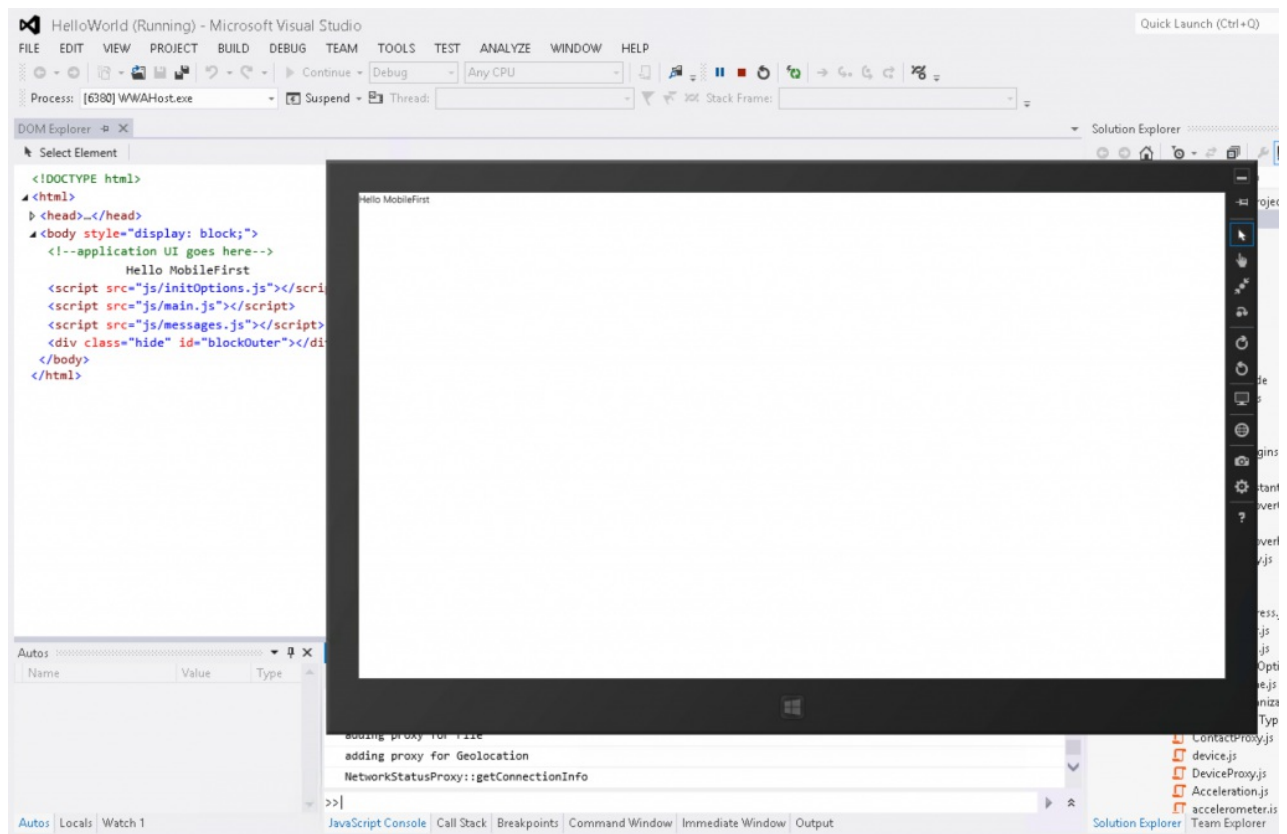 HelloWorld (Running) - Microsoft Visual Studio
Quick Launch (Ctrl+Q)
FILE EDIT VIEW PROJECT BUILD DEBUG TEAM TOOLS TEST ANALYZE WINDOW HELP
Continue Debug Any CPU
Process: [6380] WWAHost.exe Suspend Thread: Stack Frame:
DOM Explorer
Solution Explorer
Select Element
<!DOCTYPE html>
<html>
<head>…</head>
<body style="display: block;">
<!--application UI goes here-->
Hello MobileFirst
<script src="js/initOptions.js"></scri
<script src="js/main.js"></script>
<script src="js/messages.js"></script>
<div class="hide" id="blockOuter"></di
</body>
</html>
Hello MobileFirst
Autos
Name Value Type
adding proxy for File
adding proxy for Geolocation
NetworkStatusProxy::getConnectionInfo
>>
ContactProxy.js
device.js
DeviceProxy.js
Acceleration.js
accelerometer.js
Autos Locals Watch 1
JavaScript Console Call Stack Breakpoints Command Window Immediate Window Output
Solution Explorer Team Explorer